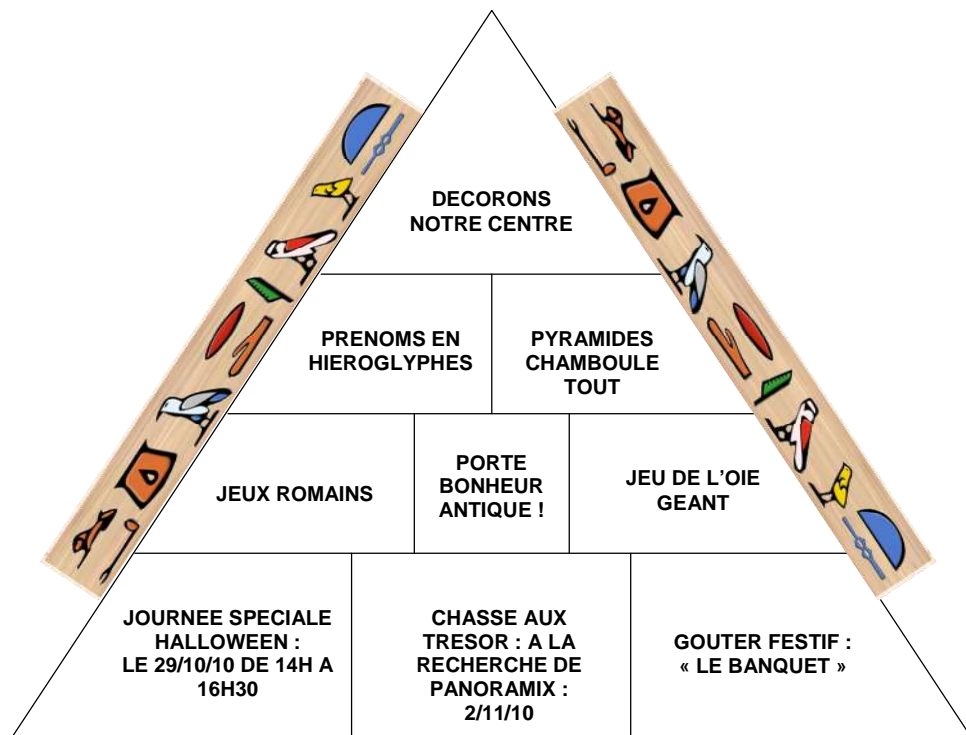 DECORONS
NOTRE CENTRE
PRENOMS EN
HIEROGLYPHES
PYRAMIDES
CHAMBOULE
TOUT
JEUX ROMAINS
PORTE
BONHEUR
ANTIQUE !
JEU DE L’OIE
GEANT
JOURNEE SPECIALE
HALLOWEEN :
LE 29/10/10 DE 14H A
16H30
CHASSE AUX
TRESOR : A LA
RECHERCHE DE
PANORAMIX :
2/11/10
GOUTER FESTIF :
« LE BANQUET »